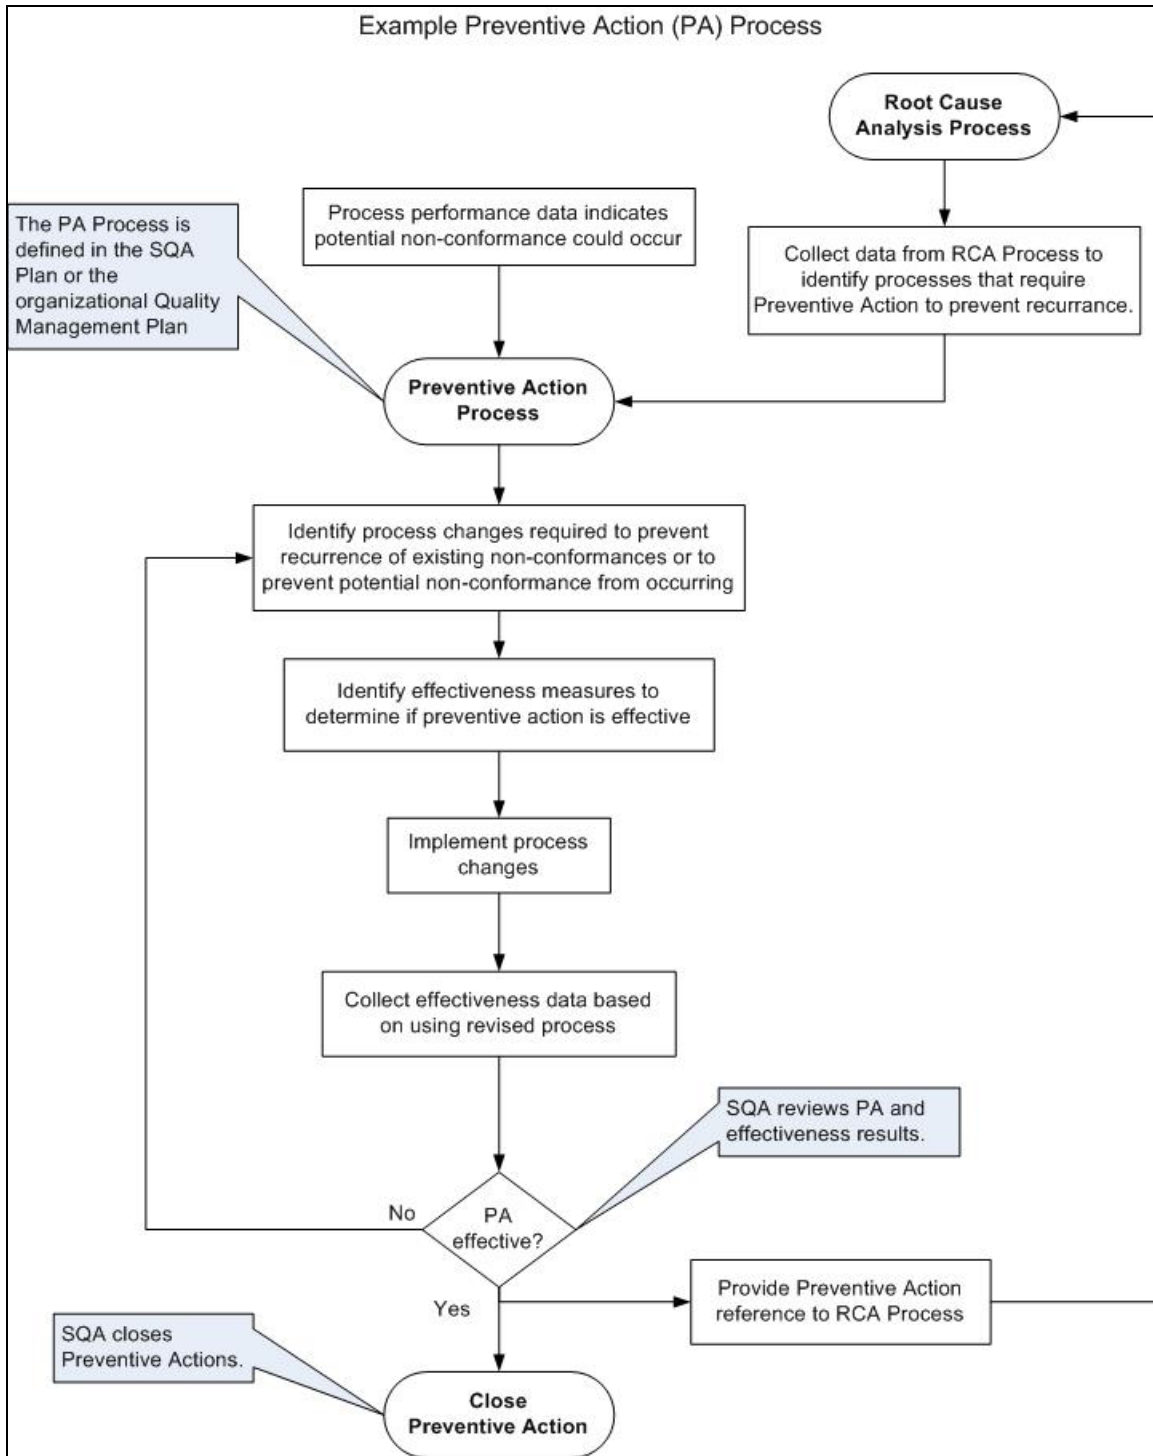 Example Preventive Action (PA) Process
Root Cause
Analysis Process
Process performance data indicates
potential non-conformance could occur
The PA Process is
defined in the SQA
Plan or the
organizational Quality
Management Plan
Collect data from RCA Process to
identify processes that require
Preventive Action to prevent recurrance.
Preventive Action
Process
Identify process changes required to prevent
recurrence of existing non-conformances or to
prevent potential non-conformance from occurring
Identify effectiveness measures to
determine if preventive action is effective
Implement process
changes
Collect effectiveness data based
on using revised process
SQA reviews PA and
effectiveness results.
No
PA
effective?
Provide Preventive Action
reference to RCA Process
Yes
SQA closes
Preventive Actions.
Close
Preventive Action